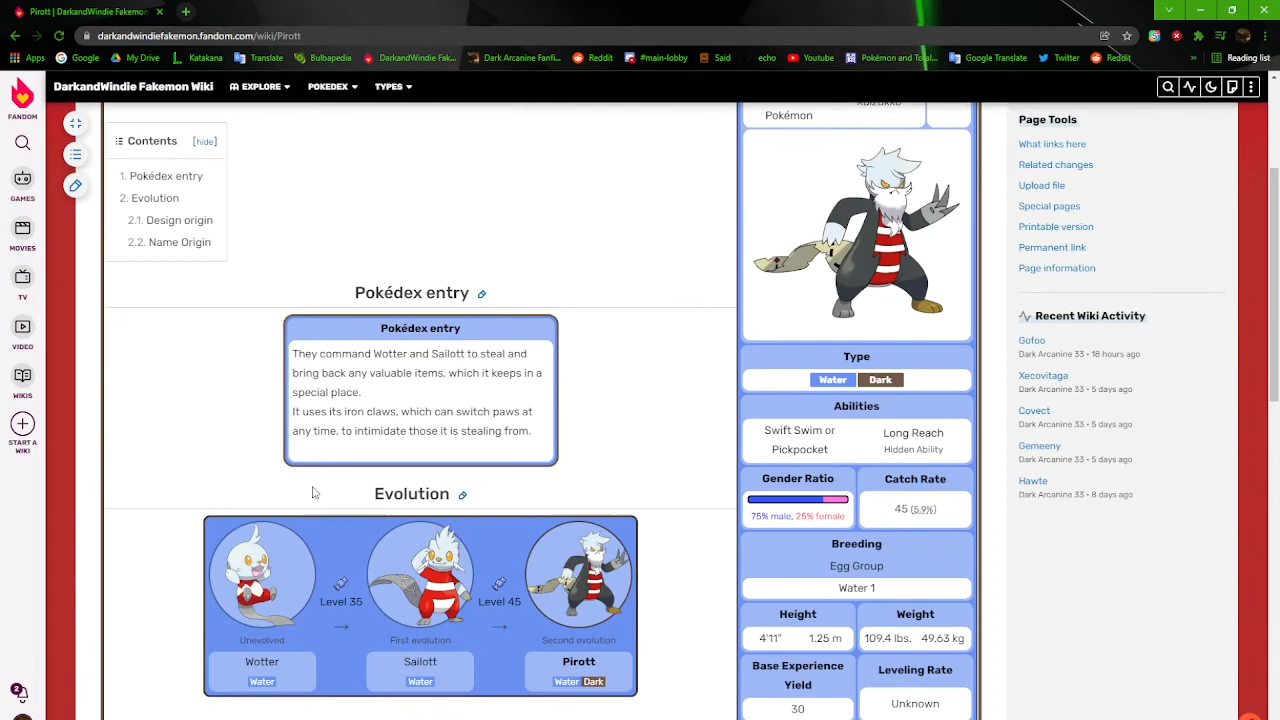 Pirott | DarkandWindie Fakemon
darkandwindiefakemon.fandom.com/wiki/Pirott
Apps Google My Drive Katakana Translate Bulbapedia DarkandWindie Fak... Dark Arcanine Fanfi... Reddit #main-lobby Said echo YouTube Pokémon and Total... Google Translate Twitter Reddit » Reading list
FANDOM
GAMES
MOVIES
TV
VIDEO
WIKIS
START A
WIKI
2
DarkandWindie Fakemon Wiki EXPLORE POKEDEX TYPES
Contents [hide]
1. Pokédex entry
2. Evolution
2.1. Design origin
2.2. Name Origin
Pokédex entry
Pokédex entry
They command Wotter and Sailott to steal and
bring back any valuable items, which it keeps in a
special place.
It uses its iron claws, which can switch paws at
any time, to intimidate those it is stealing from.
Evolution
Level 35
Level 45
Unevolved
First evolution
Second evolution
Wotter
Water
Sailott
Water
Pirott
Water Dark
Pokémon
Type
Water Dark
Abilities
Swift Swim or
Pickpocket
Long Reach
Hidden Ability
Gender Ratio
75% male, 25% female
Catch Rate
45 (5.9%)
Breeding
Egg Group
Water 1
Height
4'11" 1.25 m
Weight
109.4 lbs. 49.63 kg
Base Experience
Yield
30
Leveling Rate
Unknown
Page Tools
What links here
Related changes
Upload file
Special pages
Printable version
Permanent link
Page information
Recent Wiki Activity
Gofoo
Dark Arcanine 33 • 18 hours ago
Xecovitaga
Dark Arcanine 33 • 5 days ago
Covect
Dark Arcanine 33 • 5 days ago
Gemeeny
Dark Arcanine 33 • 5 days ago
Hawte
Dark Arcanine 33 • 8 days ago